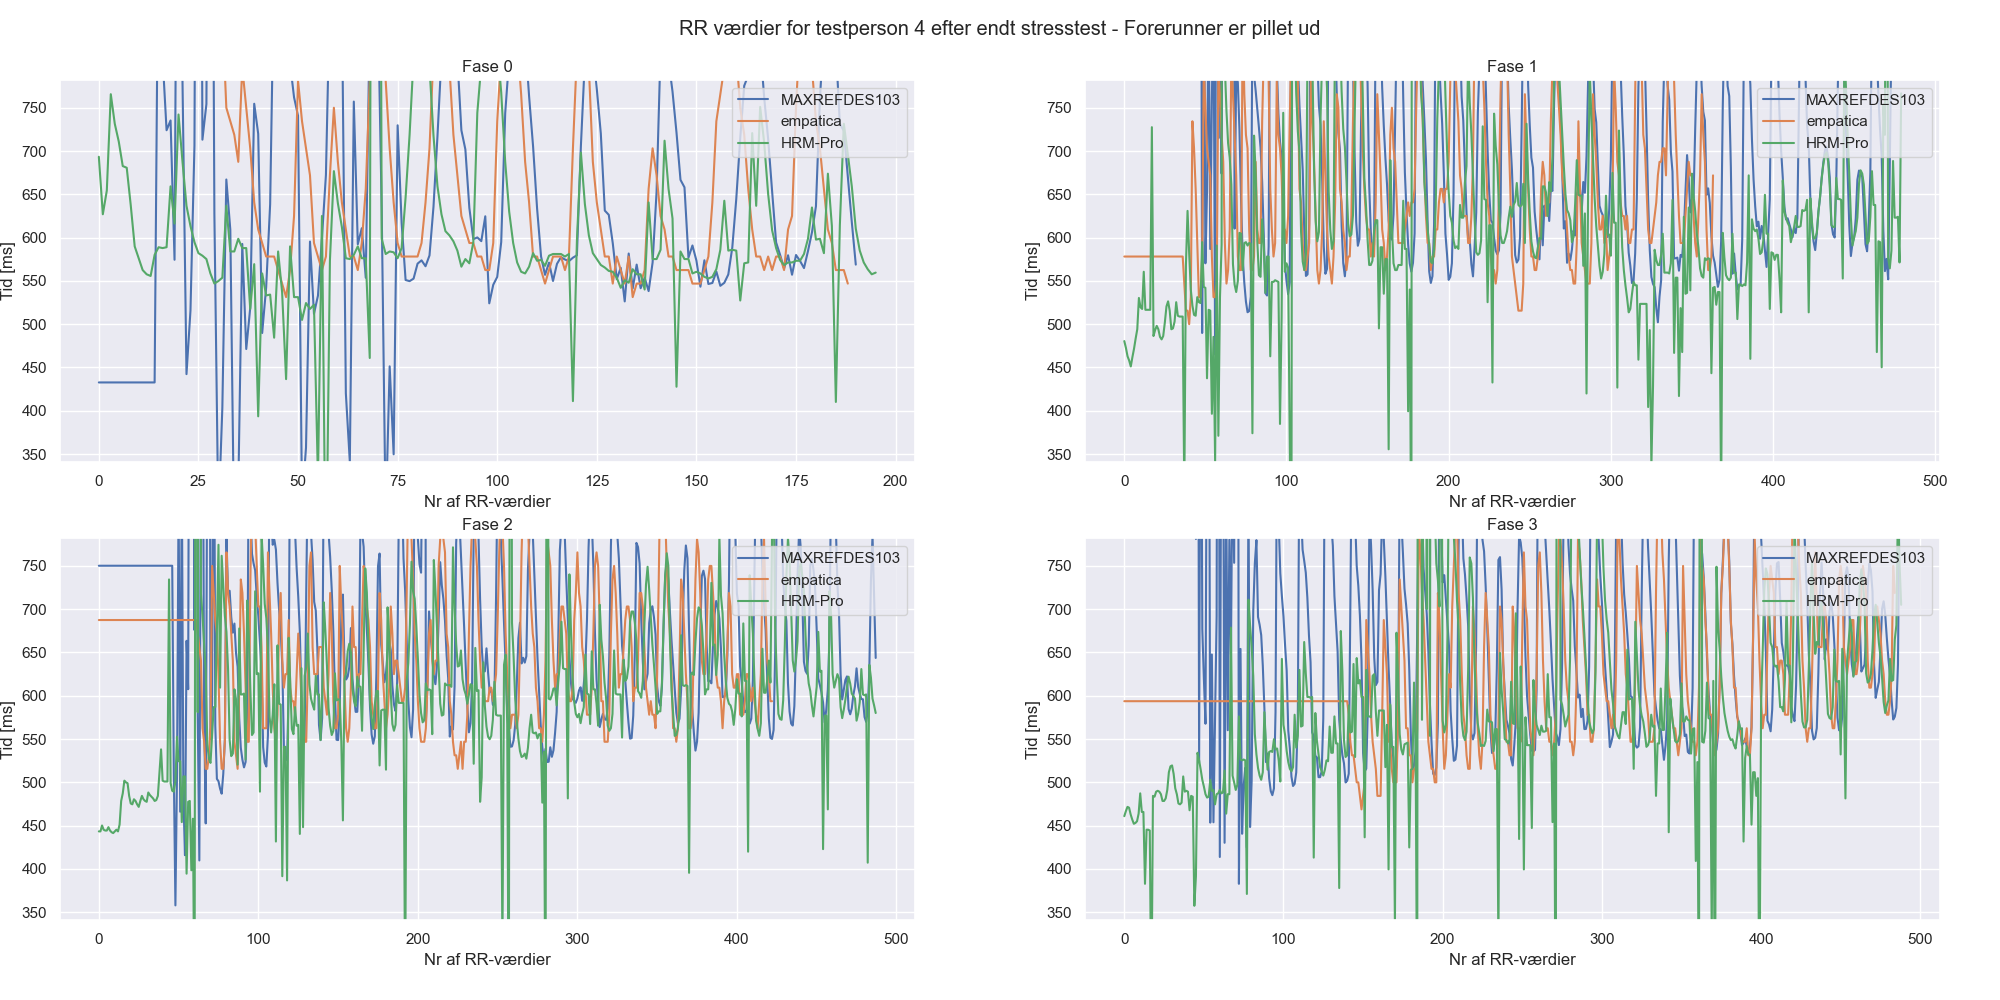 RR værdier for testperson 4 efter endt stresstest - Forerunner er pillet ud
Fase 0
Tid [ms]
750
700
650
600
550
500
450
400
350
MAXREFDES103
empatica
HRM-Pro
0 25 50 75 100 125 150 175 200
Nr af RR-værdier
Fase 1
Tid [ms]
750
700
650
600
550
500
450
400
350
MAXREFDES103
empatica
HRM-Pro
0 100 200 300 400 500
Nr af RR-værdier
Fase 2
Tid [ms]
750
700
650
600
550
500
450
400
350
MAXREFDES103
empatica
HRM-Pro
0 100 200 300 400 500
Nr af RR-værdier
Fase 3
Tid [ms]
750
700
650
600
550
500
450
400
350
MAXREFDES103
empatica
HRM-Pro
0 100 200 300 400 500
Nr af RR-værdier